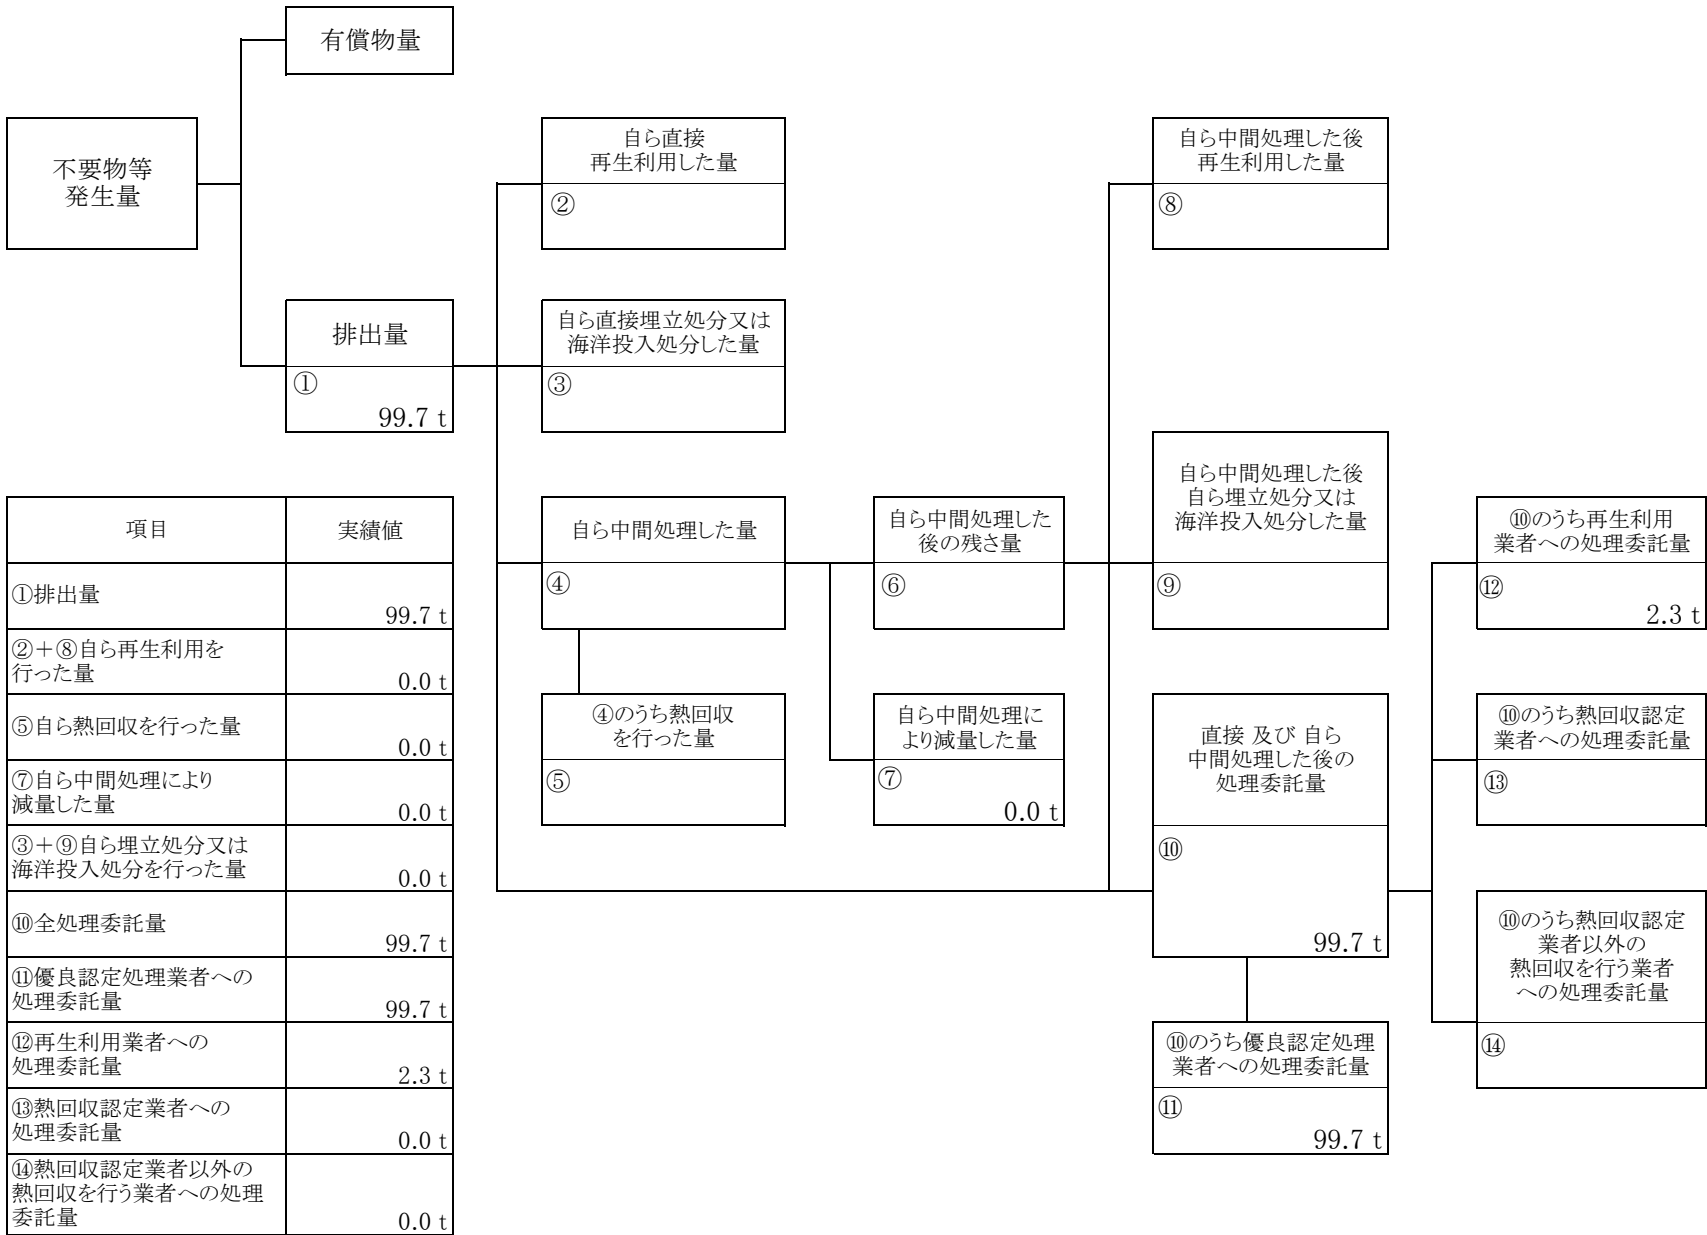 有償物量
不要物等
発生量
排出量
①
99.7 t
自ら直接
再生利用した量
②
自ら直接埋立処分又は
海洋投入処分した量
③
自ら中間処理した量
④
④のうち熱回収
を行った量
⑤
自ら中間処理した
後の残さ量
⑥
自ら中間処理に
より減量した量
⑦
0.0 t
自ら中間処理した後
再生利用した量
⑧
自ら中間処理した後
自ら埋立処分又は
海洋投入処分した量
⑨
直接 及び 自ら
中間処理した後の
処理委託量
⑩
99.7 t
⑩のうち優良認定処理
業者への処理委託量
⑪
99.7 t
⑩のうち再生利用
業者への処理委託量
⑫
2.3 t
⑩のうち熱回収認定
業者への処理委託量
⑬
⑩のうち熱回収認定
業者以外の
熱回収を行う業者
への処理委託量
⑭
項目 実績値
①排出量
99.7 t
②＋⑧自ら再生利用を
行った量
0.0 t
⑤自ら熱回収を行った量
0.0 t
⑦自ら中間処理により
減量した量
0.0 t
③＋⑨自ら埋立処分又は
海洋投入処分を行った量
0.0 t
⑩全処理委託量
99.7 t
⑪優良認定処理業者への
処理委託量
99.7 t
⑫再生利用業者への
処理委託量
2.3 t
⑬熱回収認定業者への
処理委託量
0.0 t
⑭熱回収認定業者以外の
熱回収を行う業者への処理
委託量
0.0 t